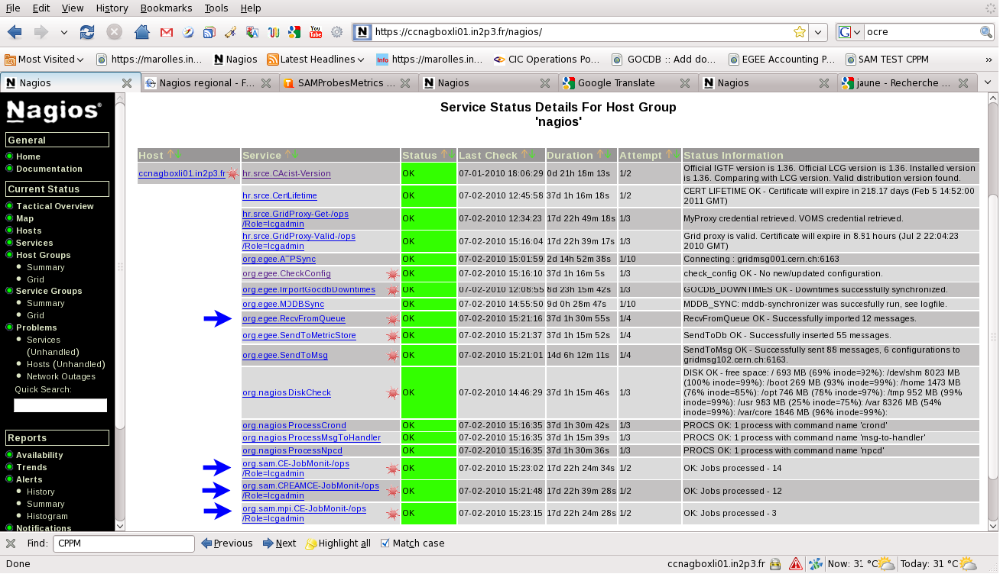 File Edit View History Bookmarks Tools Help
https://ccnagboxli01.in2p3.fr/nagios/
ocre
Most Visited https://marolles.in... Nagios Latest Headlines https://marolles.in... CIC Operations Po... GOCDB :: Add do... EGEE Accounting P... SAM TEST CPPM »
Nagios Nagios regional - F... SAMProbesMetrics ... Nagios Google Translate Nagios jaune - Recherche ...
Nagios®
General
Home
Documentation
Current Status
Tactical Overview
Map
Hosts
Services
Host Groups
Summary
Grid
Service Groups
Summary
Grid
Problems
Services
(Unhandled)
Hosts (Unhandled)
Network Outages
Quick Search:
Reports
Availability
Trends
Alerts
History
Summary
Histogram
Notifications
Service Status Details For Host Group
'nagios'
Host Service Status Last Check Duration Attempt Status Information
ccnagboxli01.in2p3.fr hr.srce.CAcist-Version OK 07-01-2010 18:06:29 0d 21h 18m 13s 1/2 Official IGTF version is 1.36. Official LCG version is 1.36. Installed version
is 1.36. Comparing with LCG version. Valid distribution version found.
hr.srce.CertLifetime OK 07-02-2010 12:45:58 37d 1h 16m 18s 1/2 CERT LIFETIME OK - Certificate will expire in 218.17 days (Feb 5 14:52:00
2011 GMT)
hr.srce.GridProxy-Get-/ops
/Role=lcgadmin OK 07-02-2010 12:34:23 17d 22h 49m 18s 1/3 MyProxy credential retrieved. VOMS credential retrieved.
hr.srce.GridProxy-Valid-/ops
/Role=lcgadmin OK 07-02-2010 15:16:04 17d 22h 39m 17s 1/3 Grid proxy is valid. Certificate will expire in 8.81 hours (Jul 2 22:04:23
2010 GMT)
org.egee.ATPSync OK 07-02-2010 15:01:59 2d 14h 52m 38s 1/10 Connecting : gridmsg001.cern.ch:6163
org.egee.CheckConfig OK 07-02-2010 15:16:10 37d 1h 16m 5s 1/3 check_config OK - No new/updated configuration.
org.egee.ImportGocdbDowntimes OK 07-02-2010 12:08:55 8d 23h 15m 42s 1/3 GOCDB_DOWNTIMES OK - Downtimes successfully synchronized.
org.egee.MDDBSync OK 07-02-2010 14:55:50 9d 0h 28m 47s 1/10 MDDB_SYNC: mddb-synchronizer was succesfully run, see logfile.
org.egee.RecvFromQueue OK 07-02-2010 15:21:16 37d 1h 30m 55s 1/4 RecvFromQueue OK - Successfully imported 12 messages.
org.egee.SendToMetricStore OK 07-02-2010 15:21:37 37d 1h 15m 52s 1/4 SendToDb OK - Successfully inserted 55 messages.
org.egee.SendToMsg OK 07-02-2010 15:21:01 14d 6h 12m 11s 1/4 SendToMsg OK - Successfully sent 88 messages, 6 configurations to
gridmsg102.cern.ch:6163.
org.nagios.DiskCheck OK 07-02-2010 14:46:29 37d 1h 15m 46s 1/3 DISK OK - free space: / 693 MB (69% inode=92%): /dev/shm 8023 MB
(100% inode=99%): /boot 269 MB (93% inode=99%): /home 1473 MB
(76% inode=85%): /opt 746 MB (78% inode=97%): /tmp 952 MB (99%
inode=99%): /usr 983 MB (25% inode=75%): /var 8326 MB (54%
inode=99%): /var/core 1846 MB (96% inode=99%):
org.nagios.ProcessCrond OK 07-02-2010 15:16:35 37d 1h 30m 42s 1/3 PROCS OK: 1 process with command name 'crond'
org.nagios.ProcessMsgToHandler OK 07-02-2010 15:16:35 37d 1h 15m 39s 1/3 PROCS OK: 1 process with command name 'msg-to-handler'
org.nagios.ProcessNpcd OK 07-02-2010 15:16:35 37d 1h 30m 36s 1/3 PROCS OK: 1 process with command name 'npcd'
org.sam.CE-JobMonit-/ops
/Role=lcgadmin OK 07-02-2010 15:23:02 17d 22h 24m 34s 1/2 OK: Jobs processed - 14
org.sam.CREAMCE-JobMonit-/ops
/Role=lcgadmin OK 07-02-2010 15:21:48 17d 22h 39m 28s 1/2 OK: Jobs processed - 12
org.sam.mpi.CE-JobMonit-/ops
/Role=lcgadmin OK 07-02-2010 15:23:15 17d 22h 24m 28s 1/2 OK: Jobs processed - 3
Find: CPPM Previous Next Highlight all Match case
Done ccnagboxli01.in2p3.fr Now: 31 °C Today: 31 °C